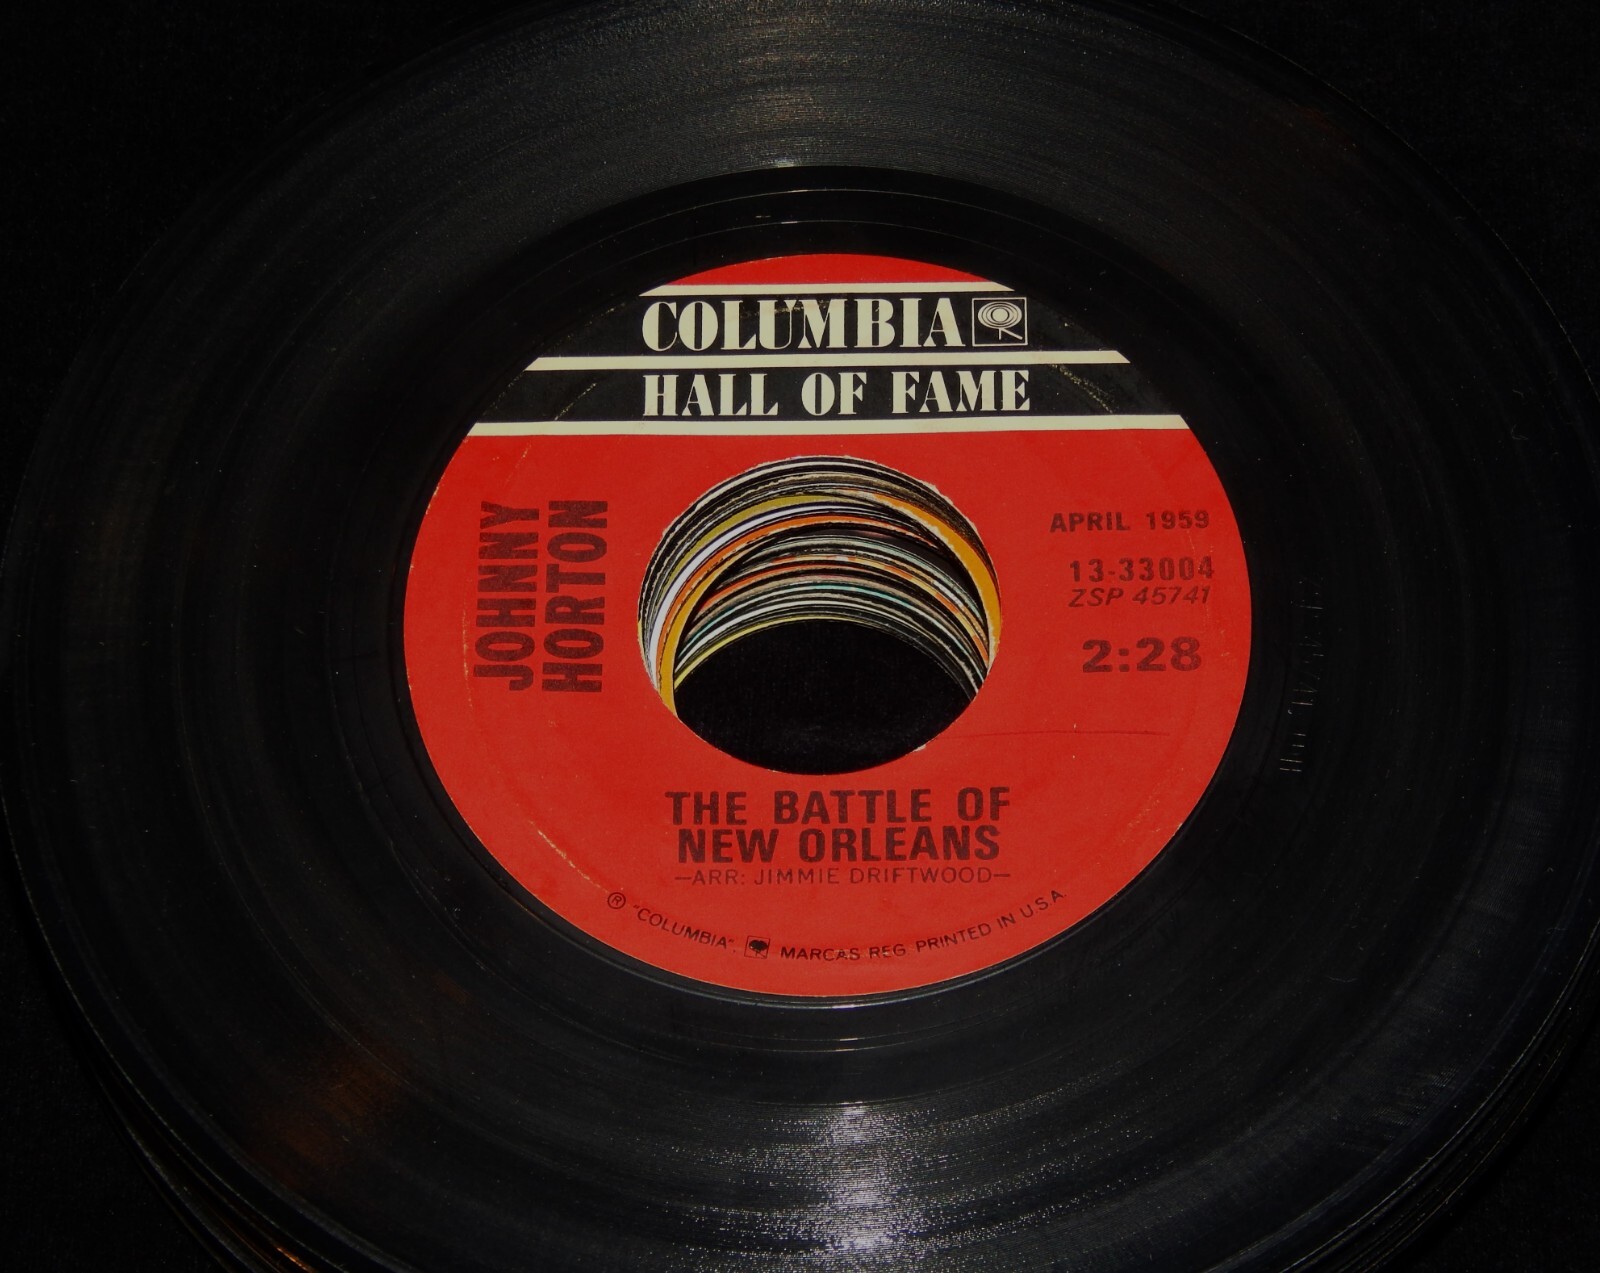 COLUMBIA
HALL OF FAME
JOHNNY
HORTON
APRIL 1959
13-33004
ZSP 45741
2:28
THE BATTLE OF
NEW ORLEANS
—ARR: JIMMIE DRIFTWOOD—
® "COLUMBIA". MARCAS REG. PRINTED IN U.S.A.